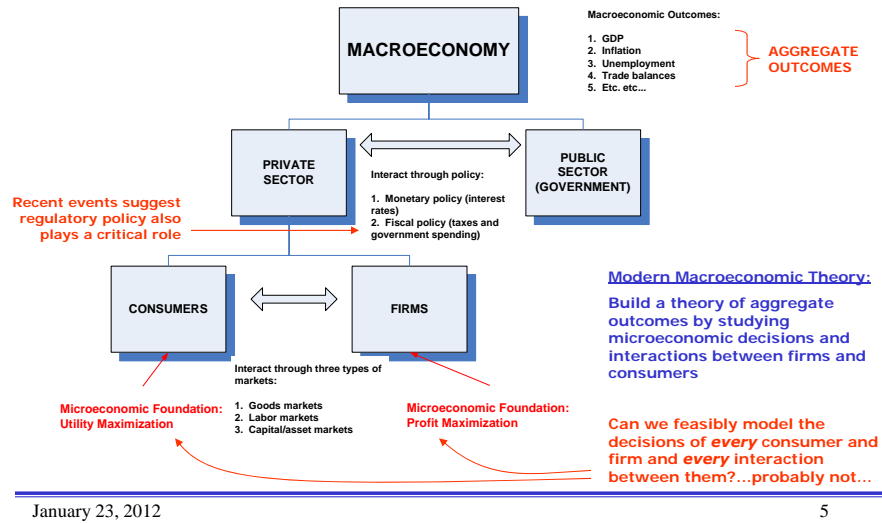 MACROECONOMY
Macroeconomic Outcomes:
1. GDP
2. Inflation
3. Unemployment
4. Trade balances
5. Etc. etc...
AGGREGATE
OUTCOMES
PRIVATE
SECTOR
PUBLIC
SECTOR
(GOVERNMENT)
Interact through policy:
1. Monetary policy (interest
rates)
2. Fiscal policy (taxes and
government spending)
Recent events suggest
regulatory policy also
plays a critical role
CONSUMERS
FIRMS
Interact through three types of
markets:
1. Goods markets
2. Labor markets
3. Capital/asset markets
Microeconomic Foundation:
Utility Maximization
Microeconomic Foundation:
Profit Maximization
Modern Macroeconomic Theory:
Build a theory of aggregate
outcomes by studying
microeconomic decisions and
interactions between firms and
consumers
Can we feasibly model the
decisions of every consumer and
firm and every interaction
between them?...probably not...
January 23, 2012
5